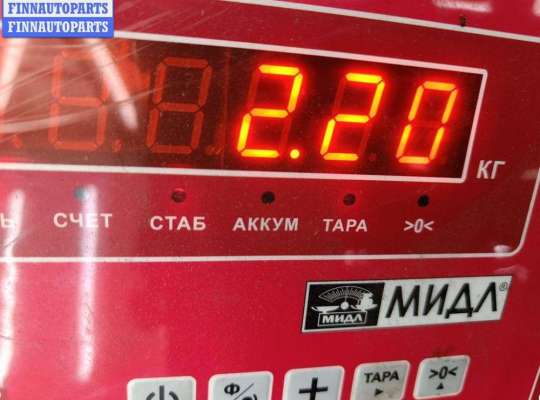 FINNAUTOPARTS
FINNAUTOPARTS
2.20
КГ
Ь СЧЕТ СТАБ АККУМ ТАРА >0<
МИДЛ МИДЛ®
Ф/ + ТАРА >0<